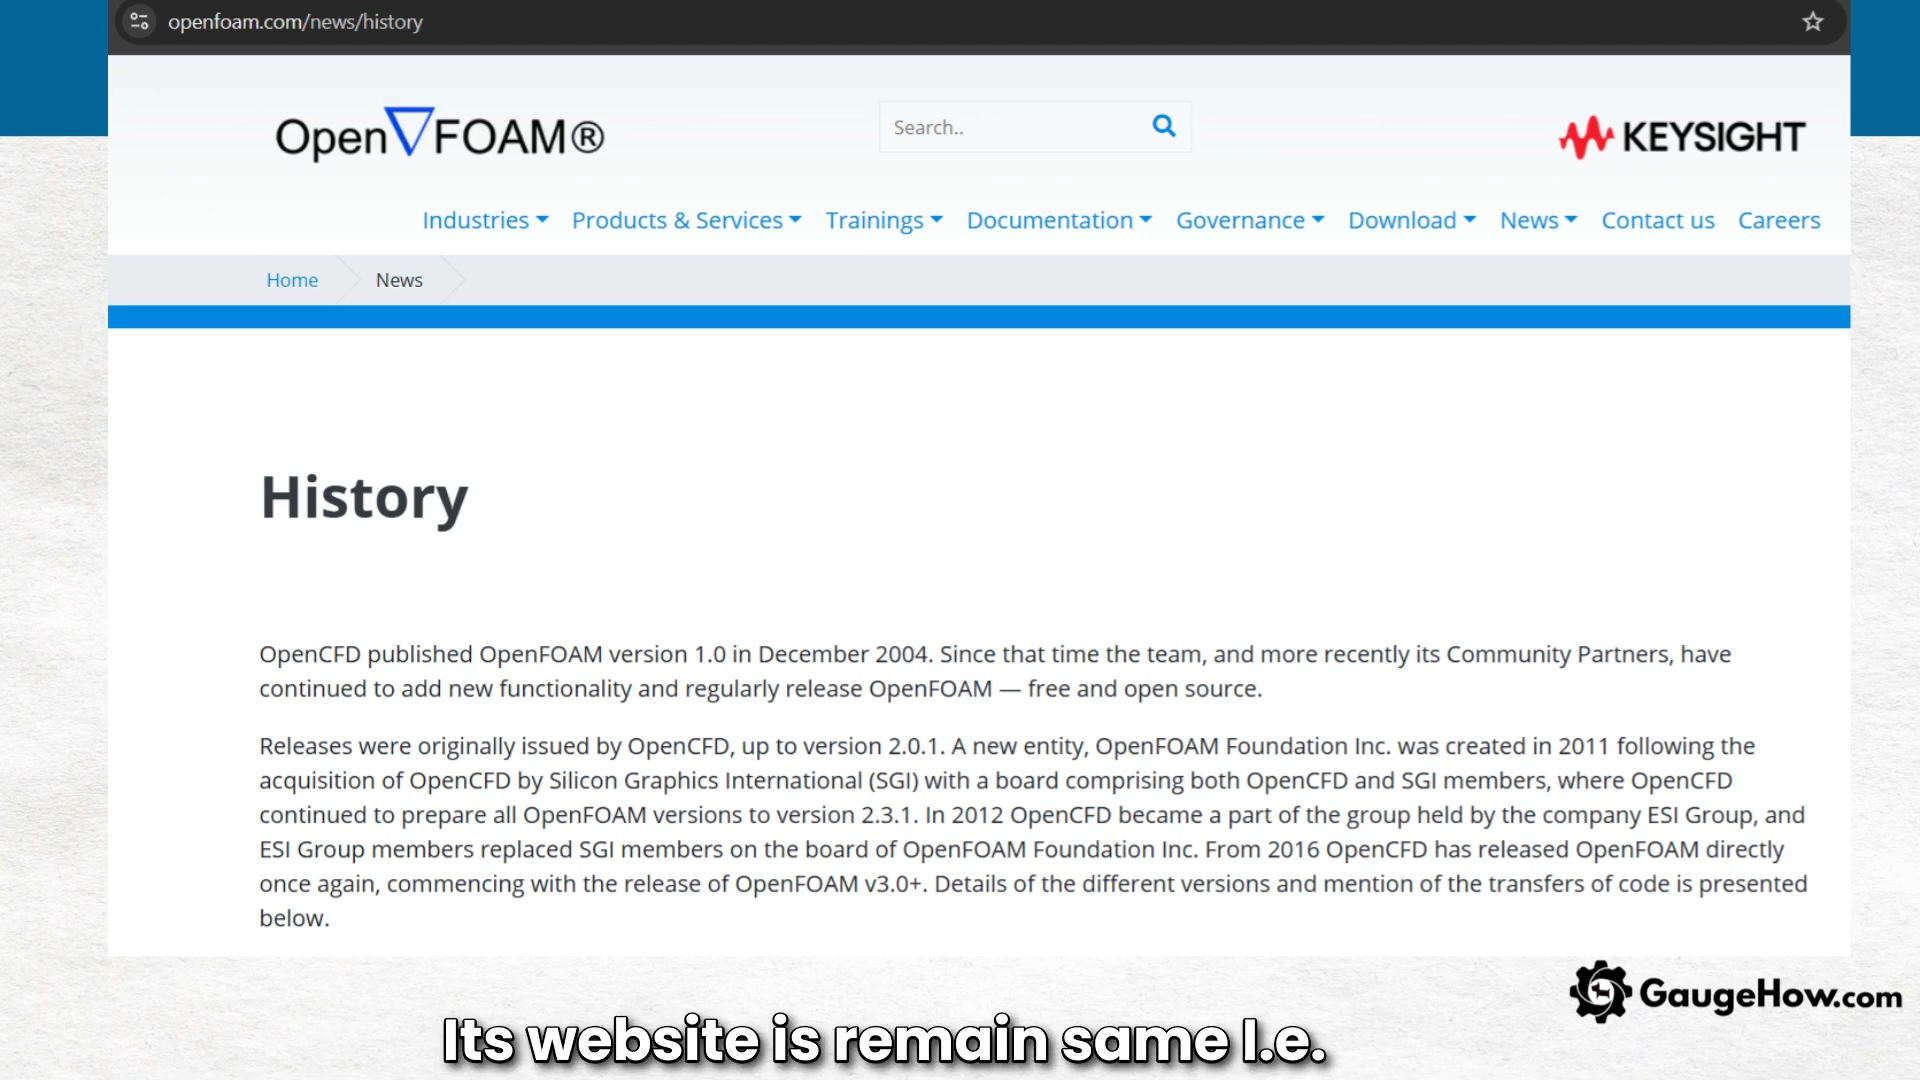 openfoam.com/news/history
Open FOAM®
Search..
KEYSIGHT
Industries Products & Services Trainings Documentation Governance Download News Contact us Careers
Home News
History
OpenCFD published OpenFOAM version 1.0 in December 2004. Since that time the team, and more recently its Community Partners, have
continued to add new functionality and regularly release OpenFOAM — free and open source.
Releases were originally issued by OpenCFD, up to version 2.0.1. A new entity, OpenFOAM Foundation Inc. was created in 2011 following the
acquisition of OpenCFD by Silicon Graphics International (SGI) with a board comprising both OpenCFD and SGI members, where OpenCFD
continued to prepare all OpenFOAM versions to version 2.3.1. In 2012 OpenCFD became a part of the group held by the company ESI Group, and
ESI Group members replaced SGI members on the board of OpenFOAM Foundation Inc. From 2016 OpenCFD has released OpenFOAM directly
once again, commencing with the release of OpenFOAM v3.0+. Details of the different versions and mention of the transfers of code is presented
below.
GaugeHow.com
Its website is remain same I.e.